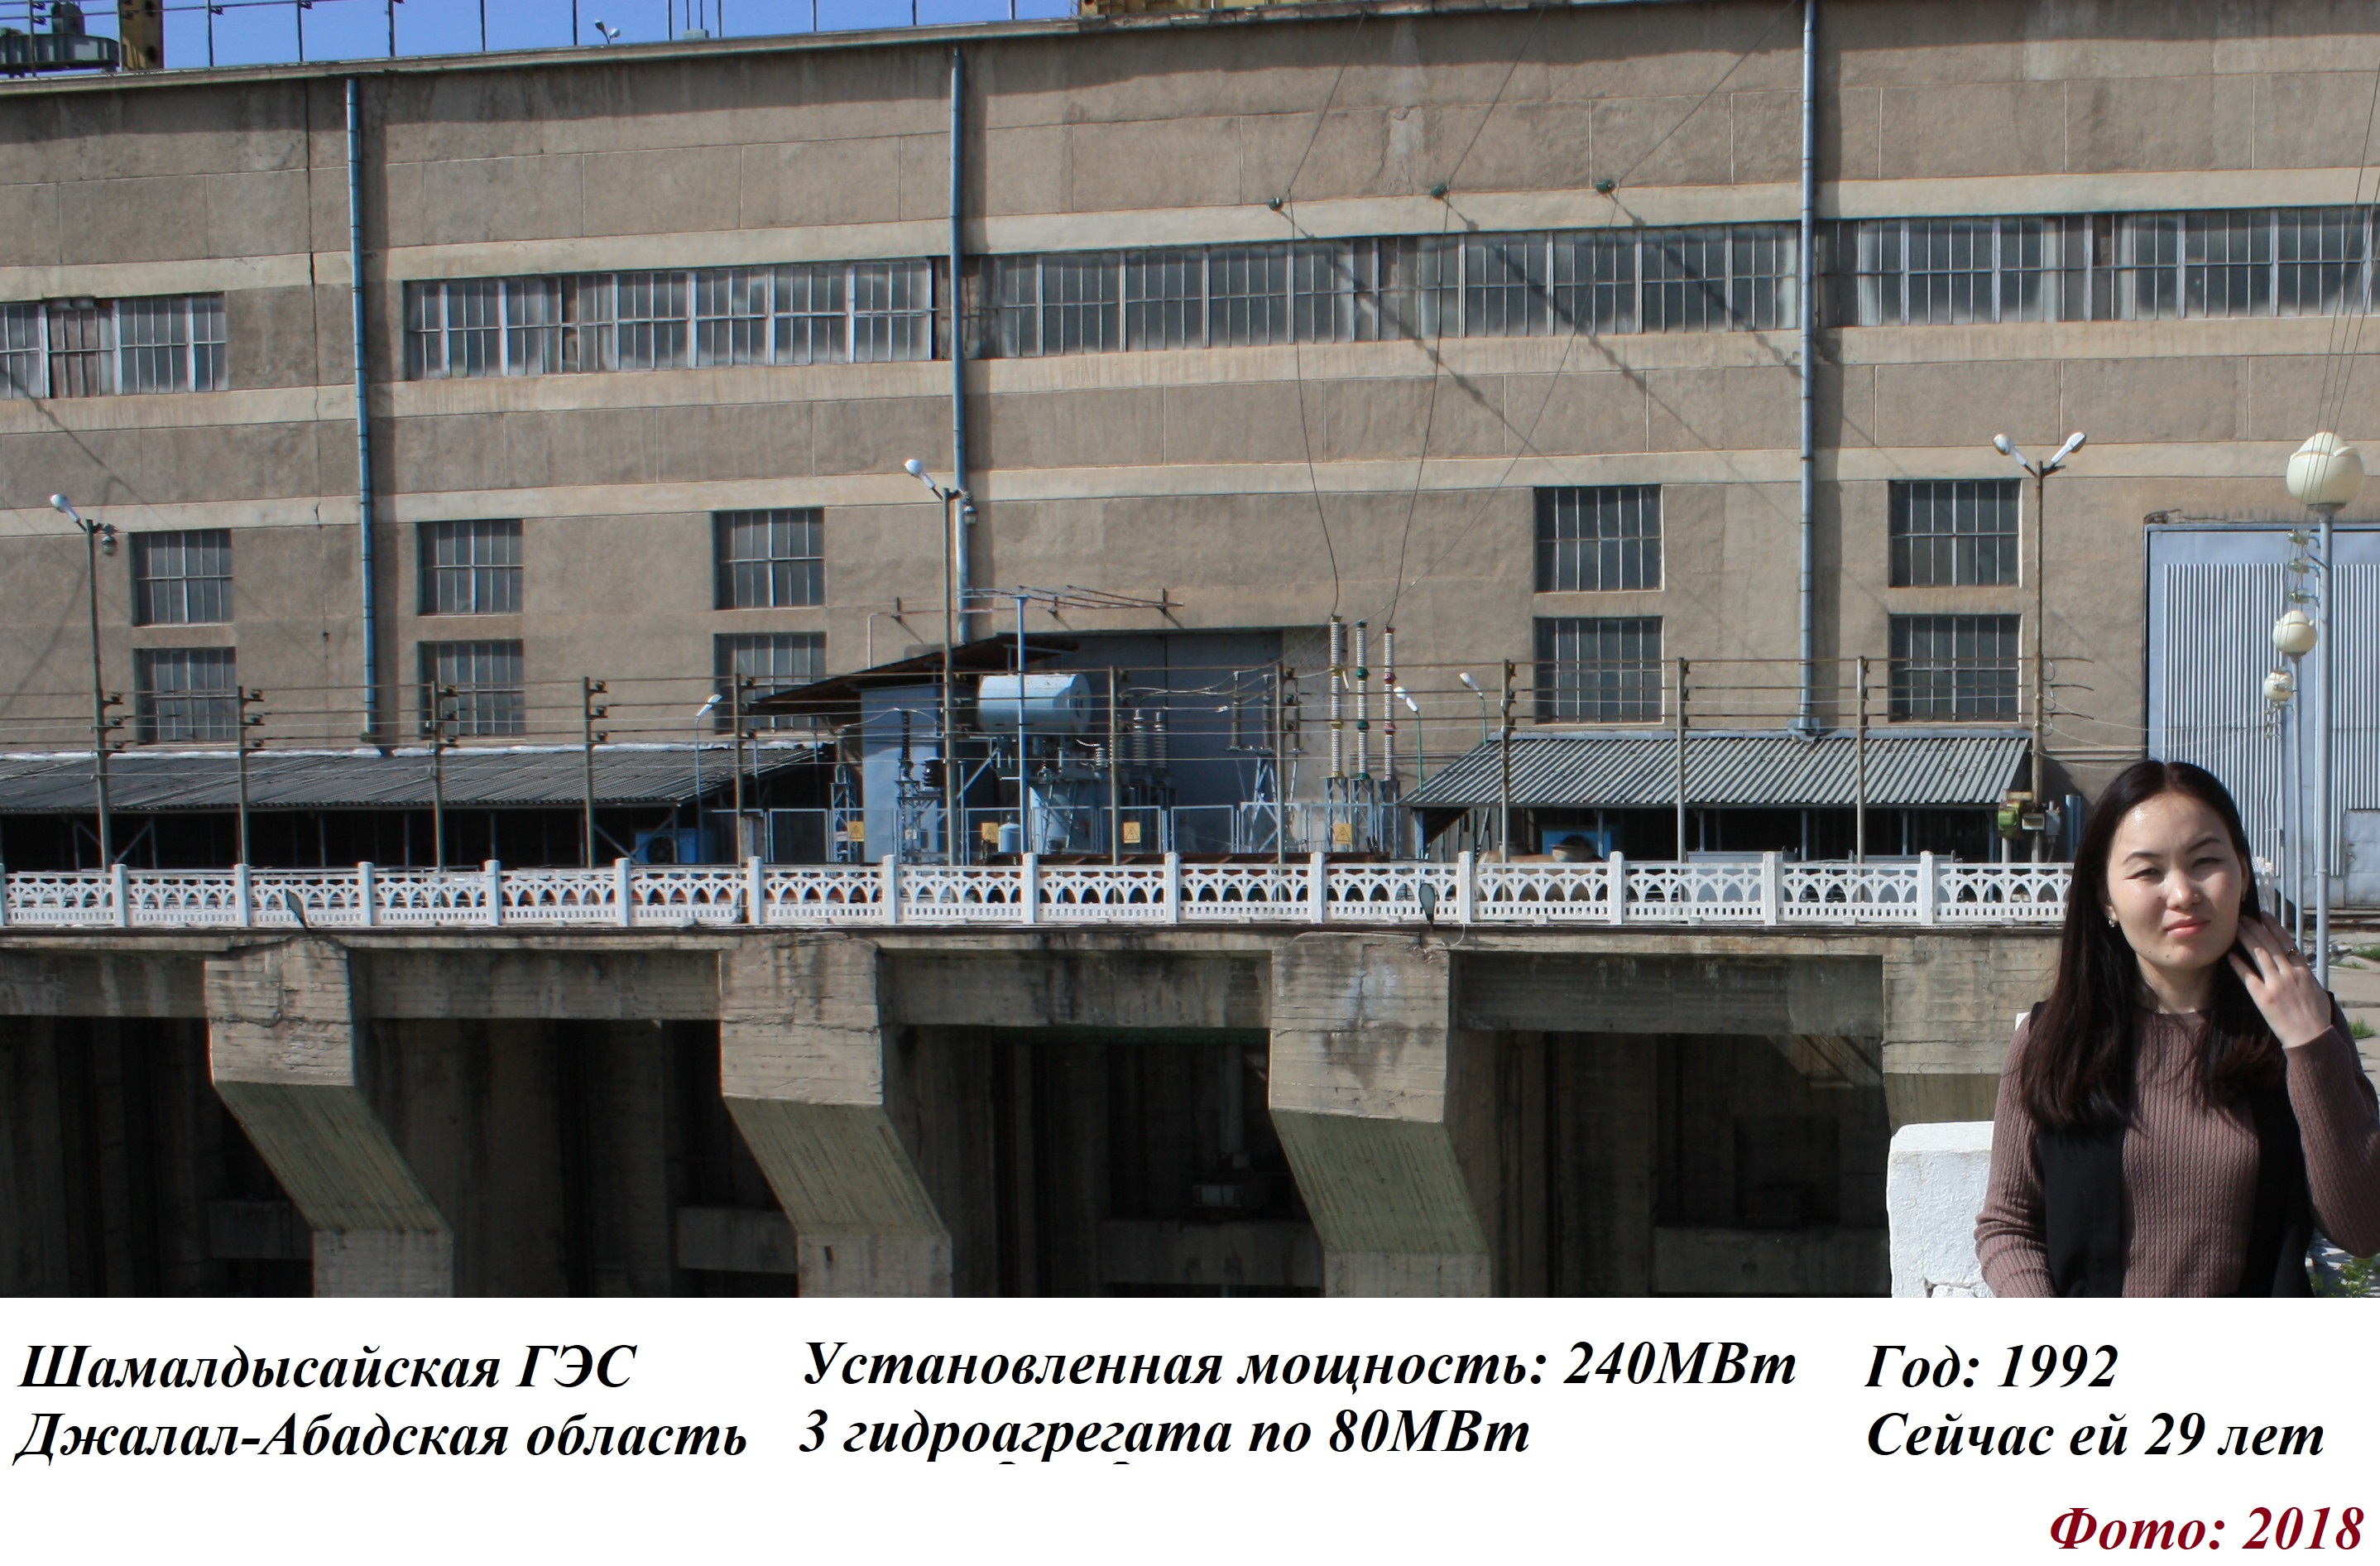 Шамалдысайская ГЭС
Джалал-Абадская область
Установленная мощность: 240МВт
3 гидроагрегата по 80МВт
Год: 1992
Сейчас ей 29 лет
Фото: 2018